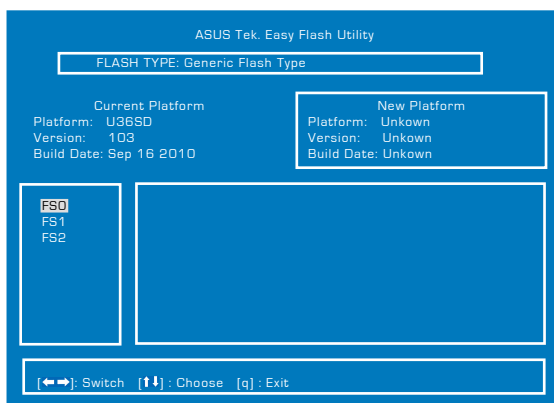 ASUS Tek. Easy Flash Utility
FLASH TYPE: Generic Flash Type
Current Platform
Platform: U36SD
Version: 103
Build Date: Sep 16 2010
New Platform
Platform: Unkown
Version: Unkown
Build Date: Unkown
FS0
FS1
FS2
[←→]: Switch [↑↓] : Choose [q] : Exit